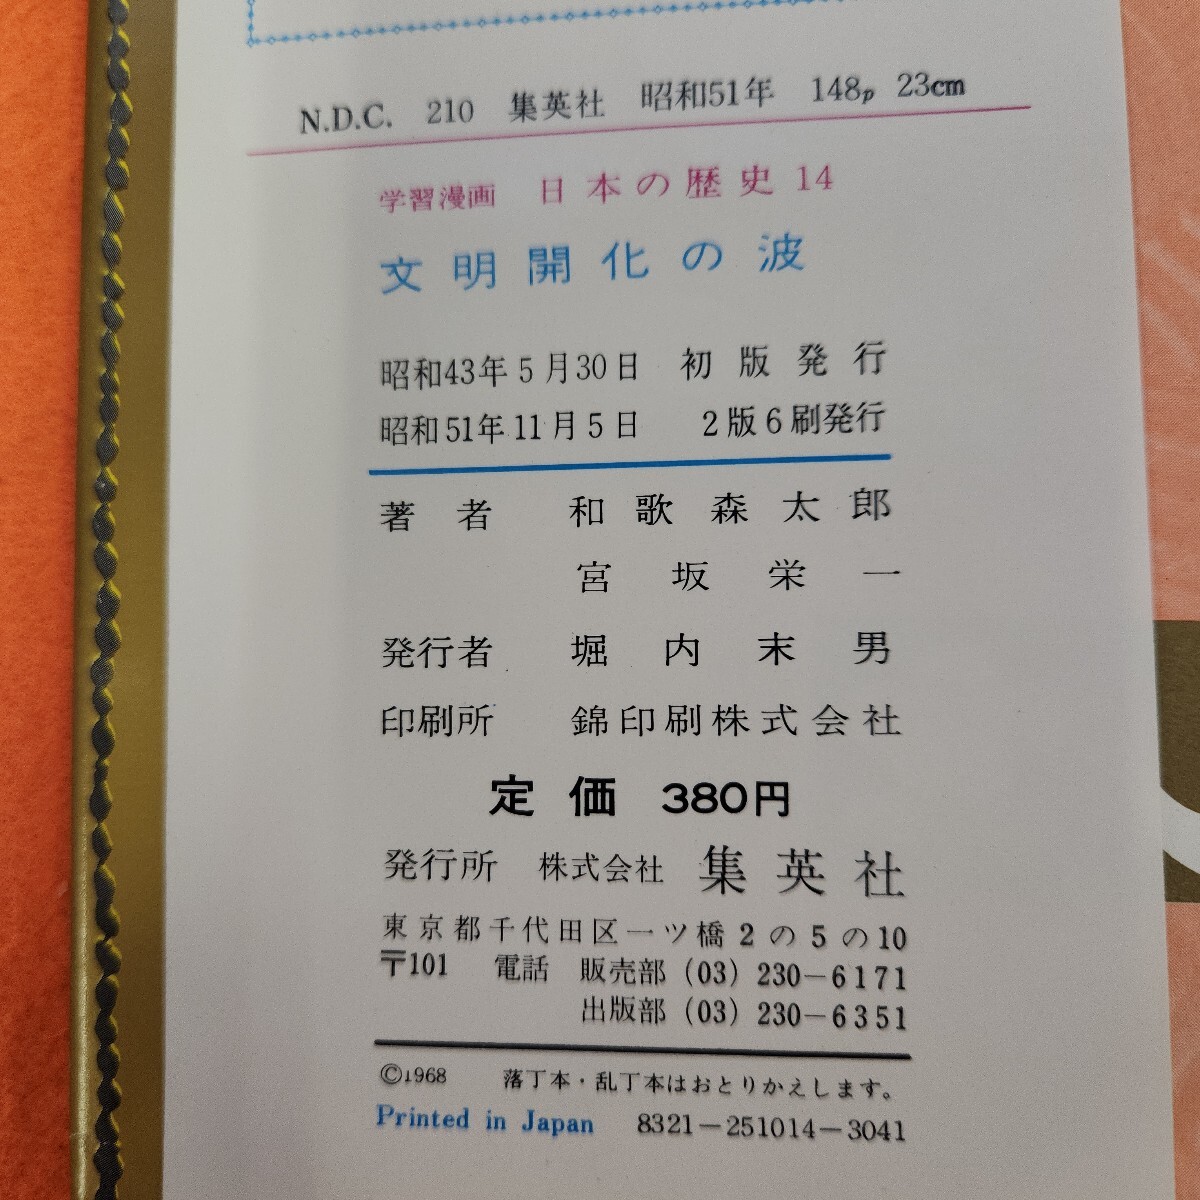 N.D.C. 210 集英社 昭和51年 148p 23cm
学習漫画 日本の歴史 14
文明開化の波
昭和43年5月30日 初版発行
昭和51年11月5日 2版6刷発行
著者 和歌森太郎
宮坂栄一
発行者 堀内末男
印刷所 錦印刷株式会社
定価 380円
発行所 株式会社 集英社
東京都千代田区一ツ橋2の5の10
〒101 電話 販売部 (03) 230-6171
出版部 (03) 230-6351
©1968 落丁本・乱丁本はおとりかえします。
Printed in Japan 8321-251014-3041